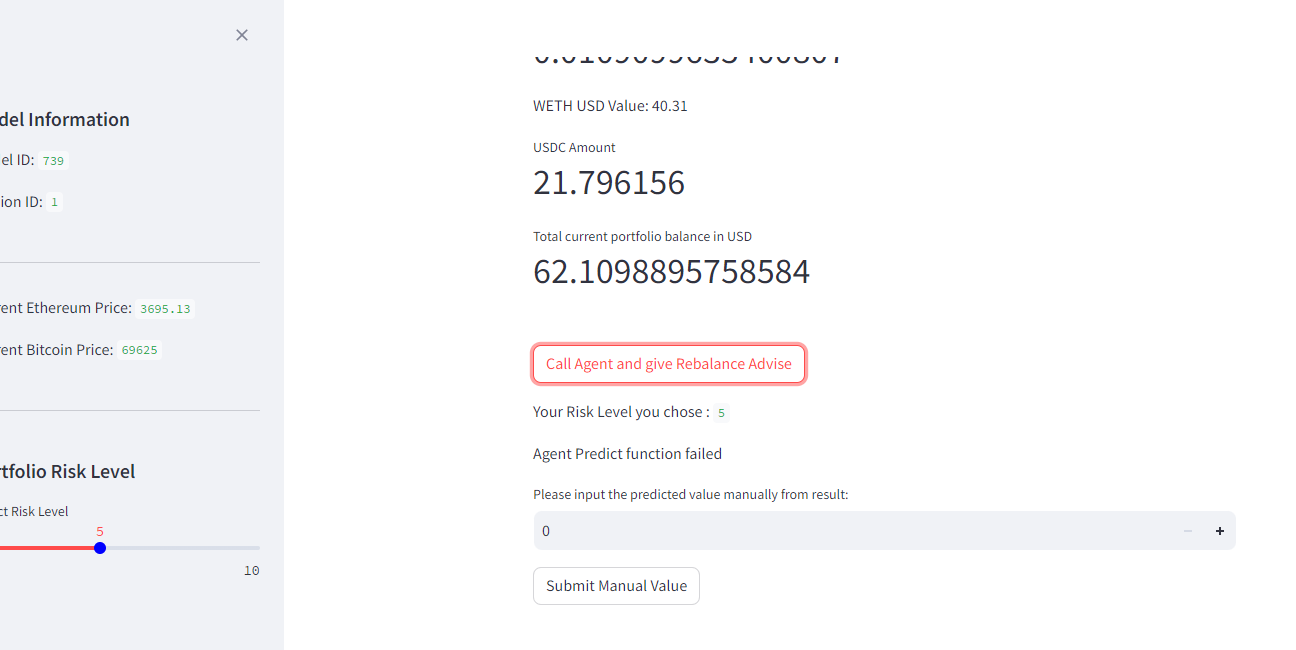 del Information
el ID: 739
ion ID: 1
rent Ethereum Price: 3695.13
rent Bitcoin Price: 69625
rtfolio Risk Level
ct Risk Level
5
10
WETH USD Value: 40.31
USDC Amount
21.796156
Total current portfolio balance in USD
62.1098895758584
Call Agent and give Rebalance Advise
Your Risk Level you chose : 5
Agent Predict function failed
Please input the predicted value manually from result:
0
Submit Manual Value